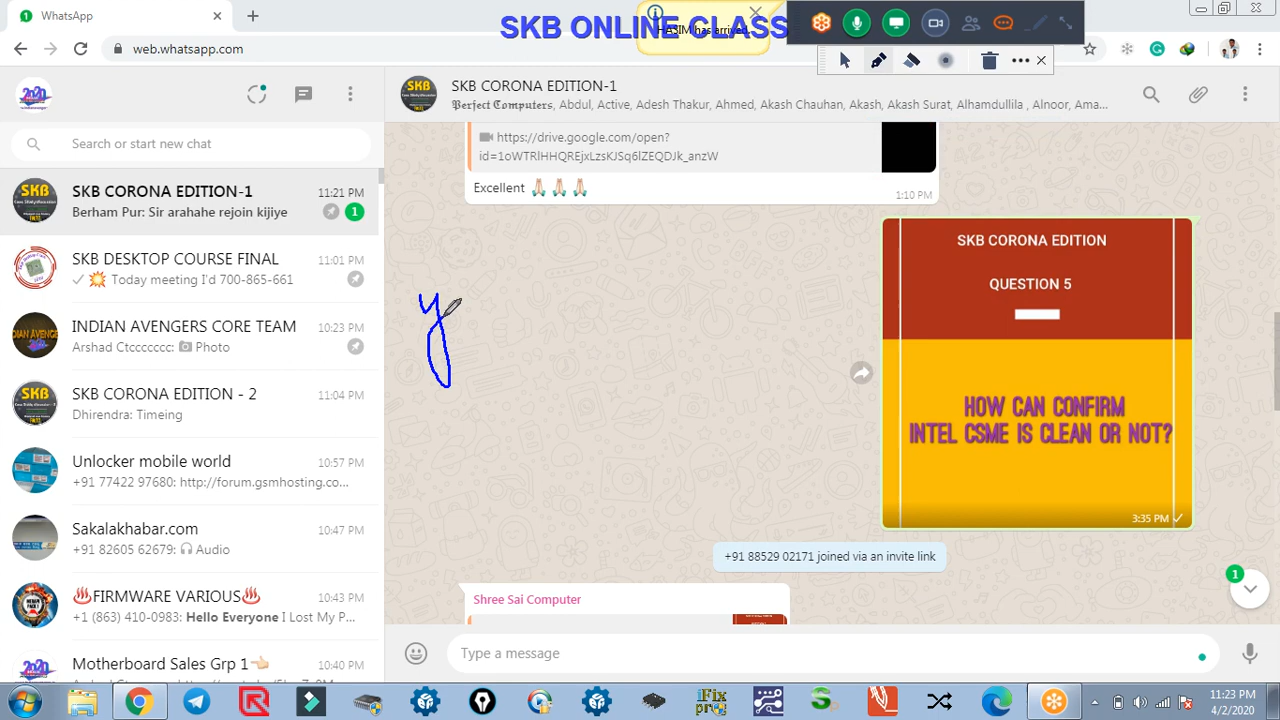 WhatsApp
SKB ONLINE CLASS
HASIM has arrived.
web.whatsapp.com
SKB CORONA EDITION-1
𝕻𝖊𝖗𝖋𝖊𝖈𝖙 𝕮𝖔𝖒𝖕𝖚𝖙𝖊𝖗𝖘, Abdul, Active, Adesh Thakur, Ahmed, Akash Chauhan, Akash, Akash Surat, Alhamdullila , Alnoor, Ama...
Search or start new chat
SKB CORONA EDITION-1 11:21 PM
Berham Pur: Sir arahahe rejoin kijiye 1
SKB DESKTOP COURSE FINAL 11:01 PM
💥 Today meeting I'd 700-865-661
INDIAN AVENGERS CORE TEAM 10:23 PM
Arshad Ctccccccc: Photo
SKB CORONA EDITION - 2 11:04 PM
Dhirendra: Timeing
Unlocker mobile world 10:57 PM
+91 77422 97680: http://forum.gsmhosting.co...
Sakalakhabar.com 10:47 PM
+91 82605 62679: Audio
♨FIRMWARE VARIOUS♨ 10:43 PM
+1 (863) 410-0983: Hello Everyone I Lost My P...
Motherboard Sales Grp 1👈🏻 10:40 PM
https://drive.google.com/open?
id=1oWTRlHHQREjxLzsKJSq6lZEQDJk_anzW
Excellent 🙏🏻 🙏🏻 🙏🏻 1:10 PM
SKB CORONA EDITION
QUESTION 5
HOW CAN CONFIRM
INTEL CSME IS CLEAN OR NOT?
3:35 PM
y
+91 88529 02171 joined via an invite link
1
Shree Sai Computer
Type a message
iFix
pro
11:23 PM
4/2/2020